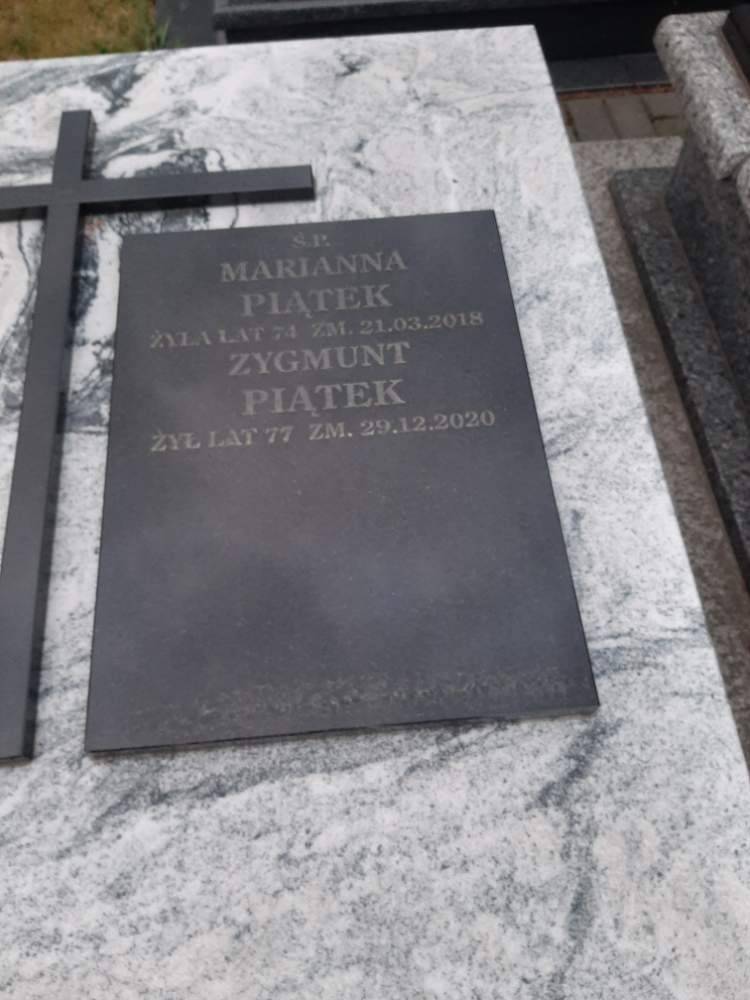 Ś.P.
MARIANNA
PIĄTEK
ŻYŁA LAT 74 ZM. 21.03.2018
ZYGMUNT
PIĄTEK
ŻYŁ LAT 77 ZM. 29.12.2020